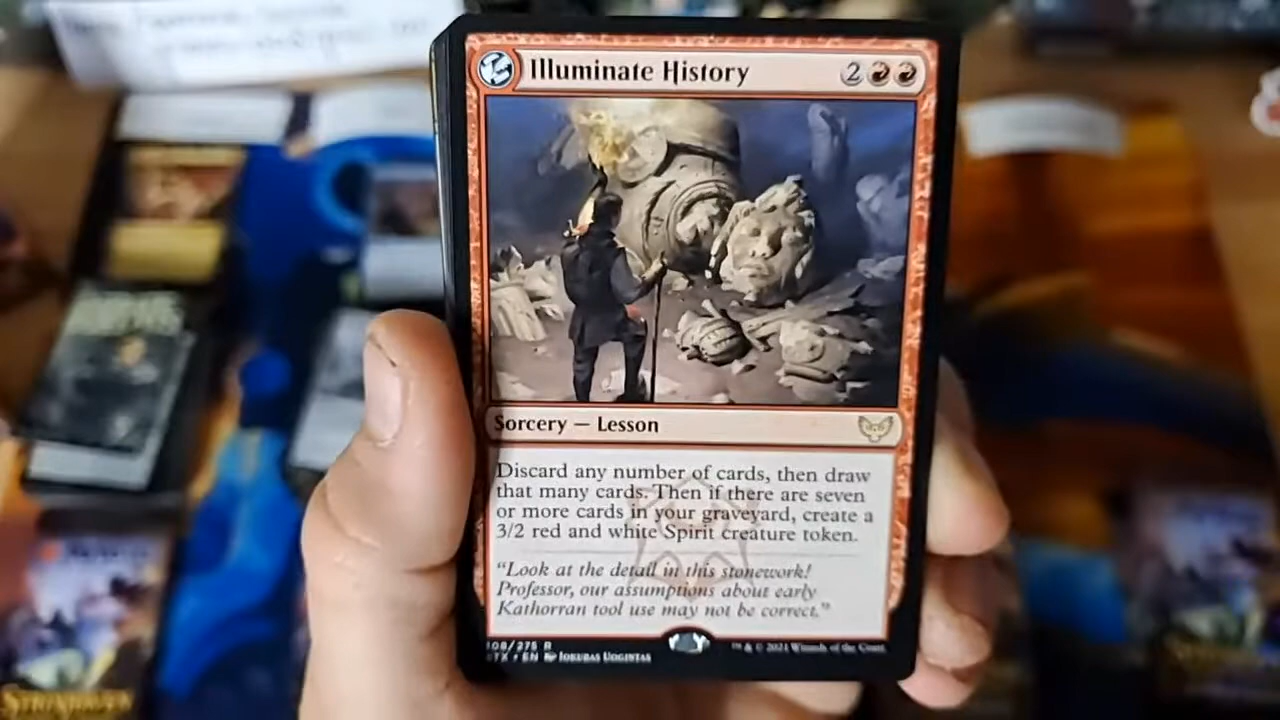 Illuminate History 2
Sorcery — Lesson
Discard any number of cards, then draw
that many cards. Then if there are seven
or more cards in your graveyard, create a
3/2 red and white Spirit creature token.
“Look at the detail in this stonework!
Professor, our assumptions about early
Kathorran tool use may not be correct.”
108/275 R
STX • EN Jokubas Uogintas
™ & © 2021 Wizards of the Coast
Strixhaven